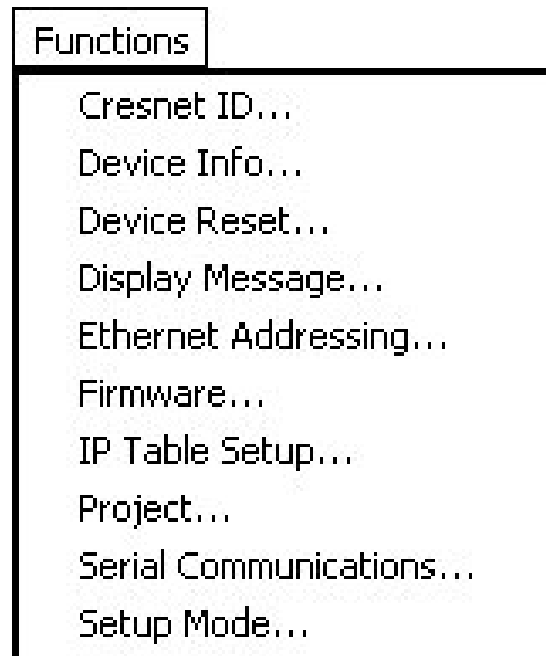 Functions
Cresnet ID...
Device Info...
Device Reset...
Display Message...
Ethernet Addressing...
Firmware...
IP Table Setup...
Project...
Serial Communications...
Setup Mode...